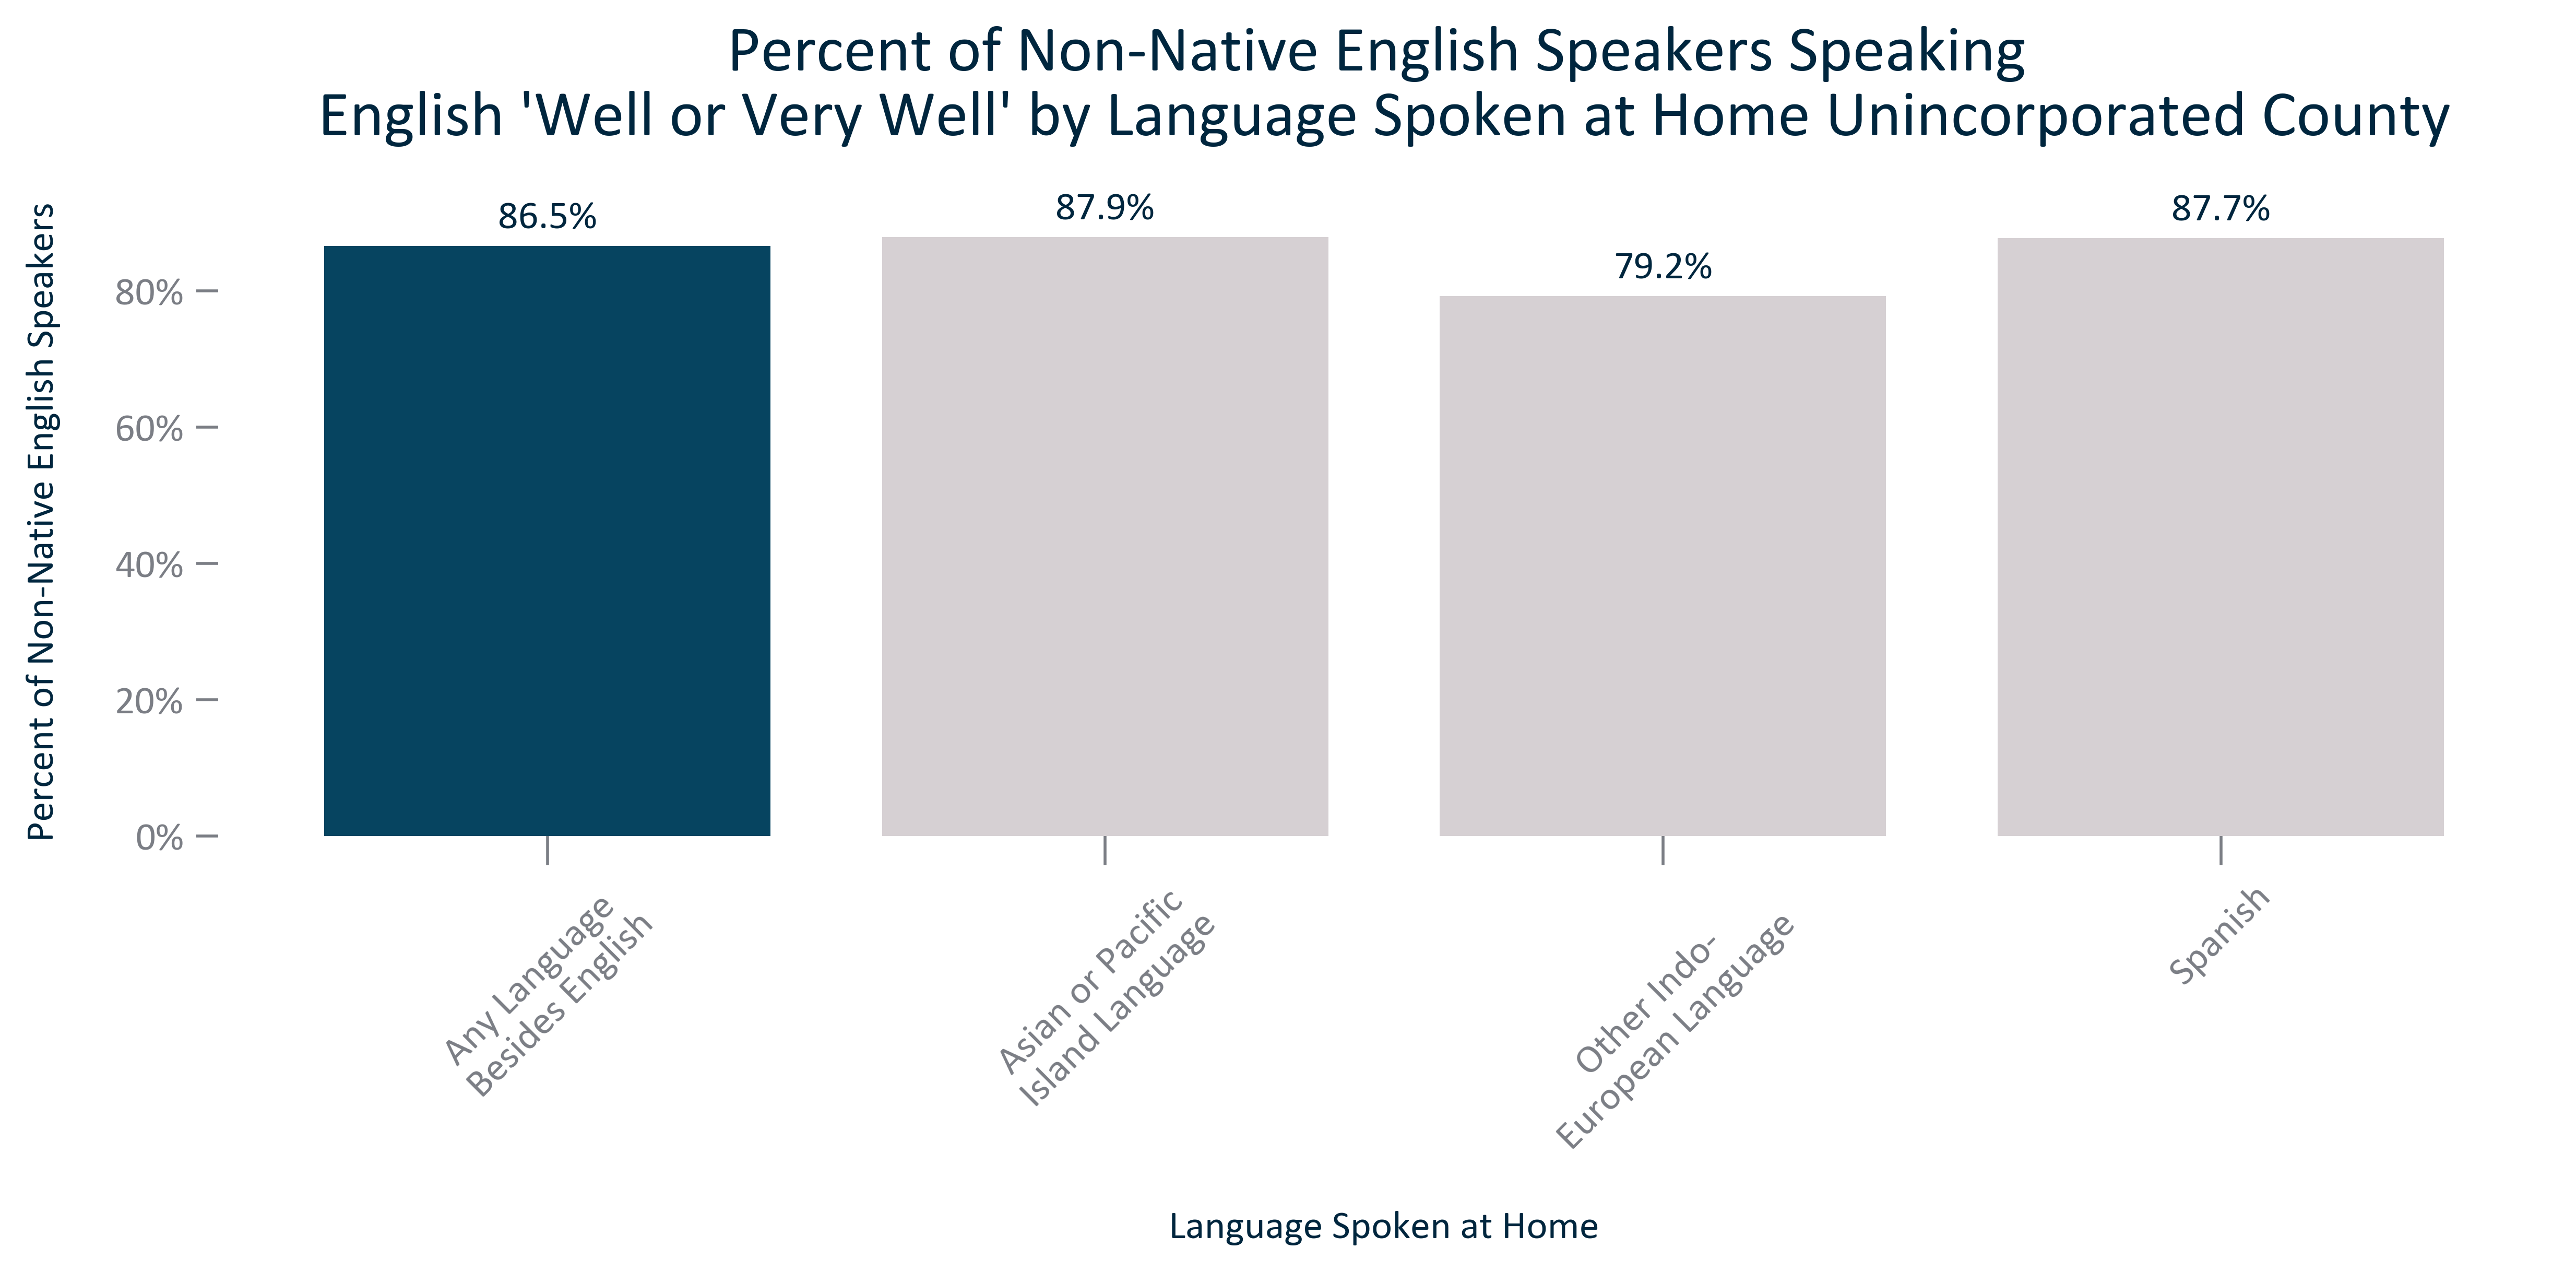 Percent of Non-Native English Speakers Speaking
English 'Well or Very Well' by Language Spoken at Home Unincorporated County
Percent of Non-Native English Speakers
86.5%
87.9%
79.2%
87.7%
80%
60%
40%
20%
0%
Any Language
Besides English
Asian or Pacific
Island Language
Other Indo-
European Language
Spanish
Language Spoken at Home